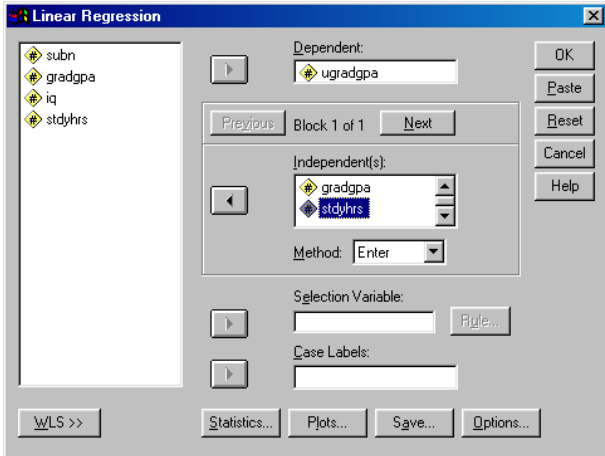 Linear Regression
subn
gradgpa
iq
stdyhrs
Dependent:
ugradgpa
Previous Block 1 of 1 Next
Independent(s):
gradgpa
stdyhrs
Method: Enter
Selection Variable:
Rule...
Case Labels:
OK
Paste
Reset
Cancel
Help
WLS >> Statistics... Plots... Save... Options...